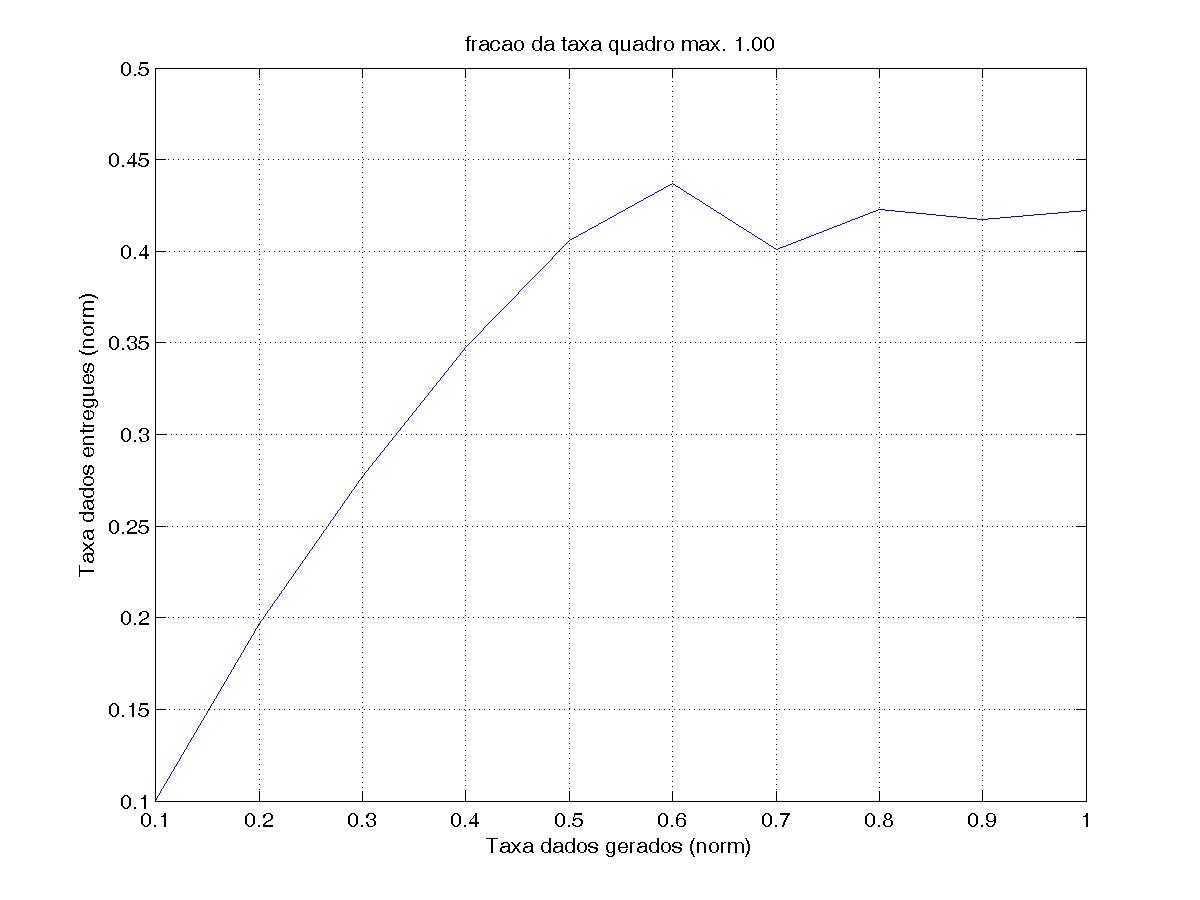 fracao da taxa quadro max. 1.00
0.5
0.45
0.4
0.35
0.3
0.25
0.2
0.15
0.1
Taxa dados entregues (norm)
0.1 0.2 0.3 0.4 0.5 0.6 0.7 0.8 0.9 1
Taxa dados gerados (norm)